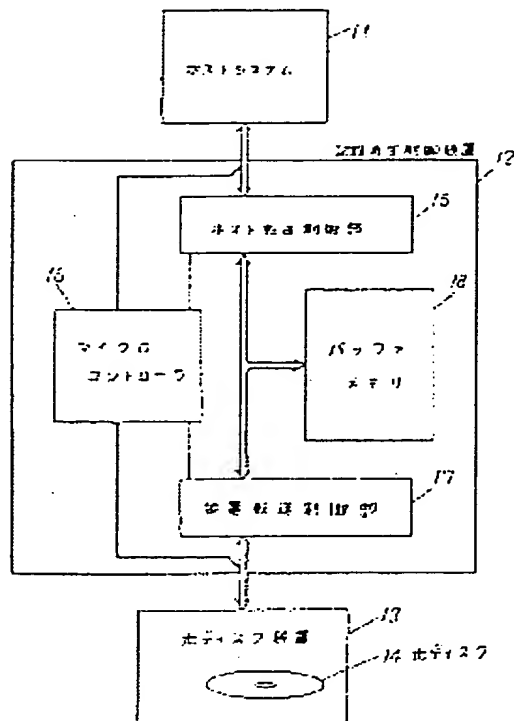 11
ホストシステム
12
15
ホスト転送制御部
16
マイクロ
コントローラ
18
バッファ
メモリ
17
装置転送制御部
13
光ディスク装置
14 光ディスク